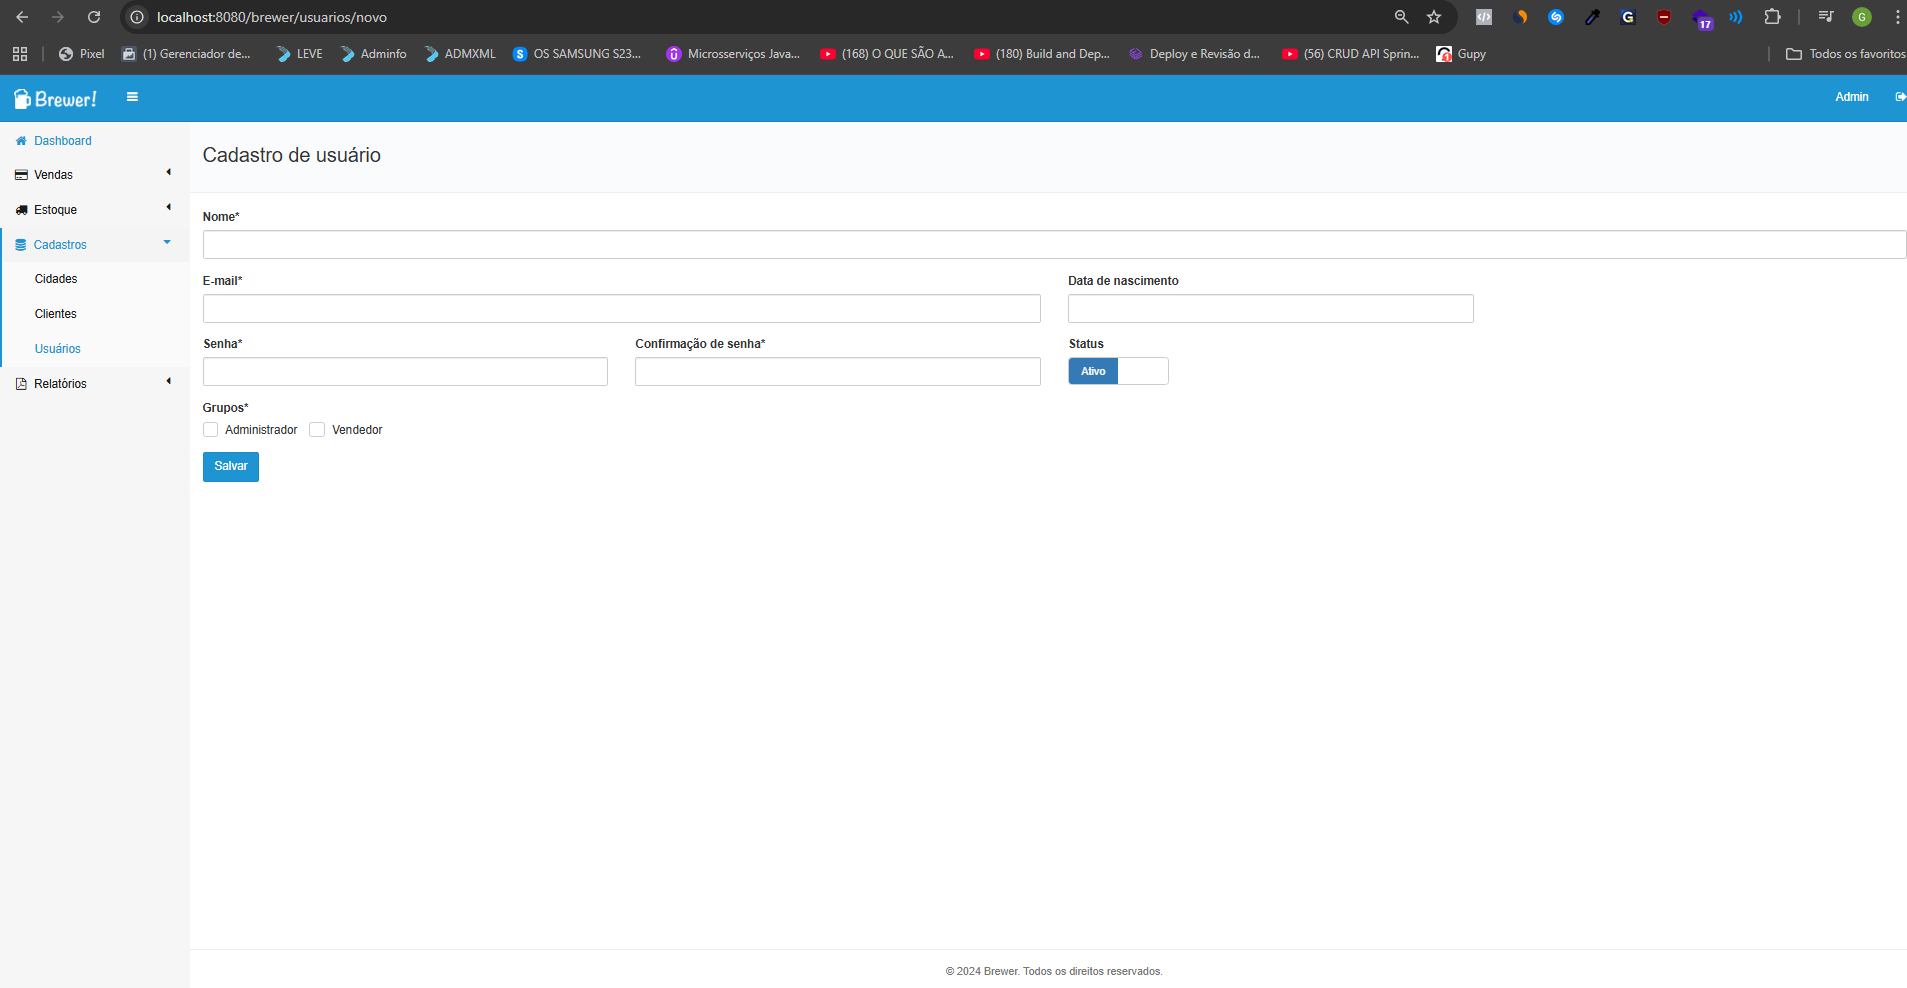 localhost:8080/brewer/usuarios/novo
</>
G
17
G
Pixel
(1) Gerenciador de...
LEVE
Adminfo
ADMXML
S
OS SAMSUNG S23...
Microsserviços Java...
(168) O QUE SÃO A...
(180) Build and Dep...
Deploy e Revisão d...
(56) CRUD API Sprin...
Gupy
Todos os favoritos
Brewer!
Admin
Dashboard
Vendas
Estoque
Cadastros
Cidades
Clientes
Usuários
Relatórios
Cadastro de usuário
Nome*
E-mail*
Data de nascimento
Senha*
Confirmação de senha*
Status
Ativo
Grupos*
Administrador
Vendedor
Salvar
© 2024 Brewer. Todos os direitos reservados.